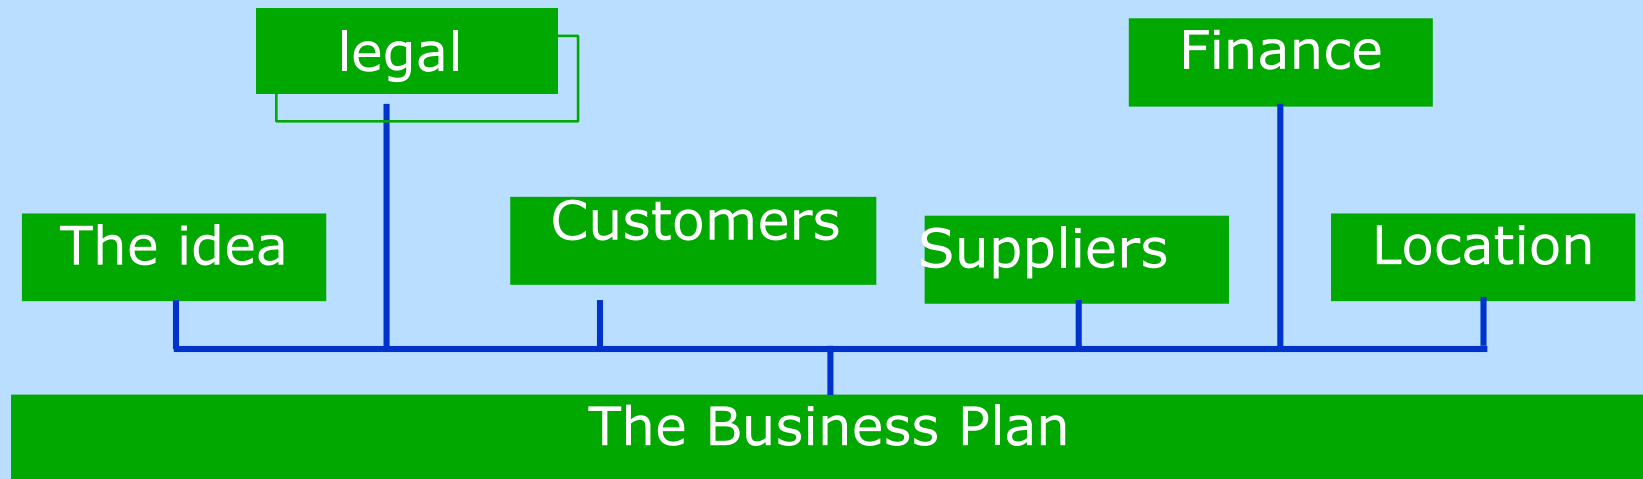 legal
Finance
The idea
Customers
Suppliers
Location
The Business Plan